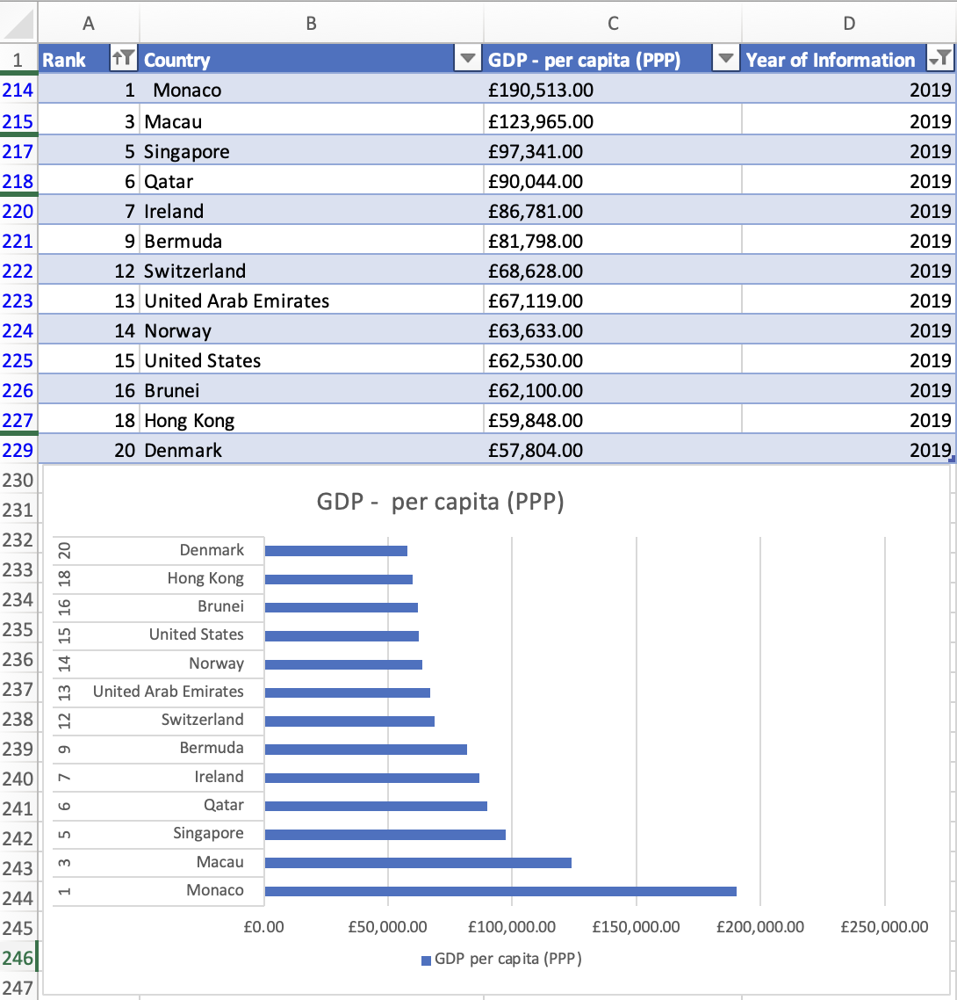 A B C D
1 Rank Country GDP - per capita (PPP) Year of Information
214 1 Monaco £190,513.00 2019
215 3 Macau £123,965.00 2019
217 5 Singapore £97,341.00 2019
218 6 Qatar £90,044.00 2019
220 7 Ireland £86,781.00 2019
221 9 Bermuda £81,798.00 2019
222 12 Switzerland £68,628.00 2019
223 13 United Arab Emirates £67,119.00 2019
224 14 Norway £63,633.00 2019
225 15 United States £62,530.00 2019
226 16 Brunei £62,100.00 2019
227 18 Hong Kong £59,848.00 2019
229 20 Denmark £57,804.00 2019
230
231
232
233
234
235
236
237
238
239
240
241
242
243
244
245
246
247
GDP - per capita (PPP)
20 Denmark
18 Hong Kong
16 Brunei
15 United States
14 Norway
13 United Arab Emirates
12 Switzerland
9 Bermuda
7 Ireland
6 Qatar
5 Singapore
3 Macau
1 Monaco
£0.00 £50,000.00 £100,000.00 £150,000.00 £200,000.00 £250,000.00
GDP per capita (PPP)